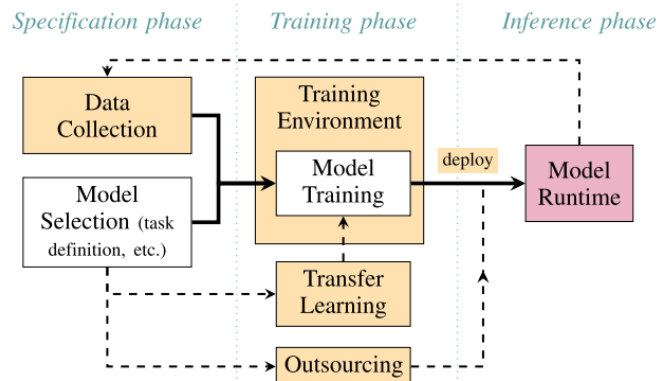 Specification phase
Training phase
Inference phase
Data
Collection
Training
Environment
Model
Training
deploy
Model
Runtime
Model
Selection (task
definition, etc.)
Transfer
Learning
Outsourcing